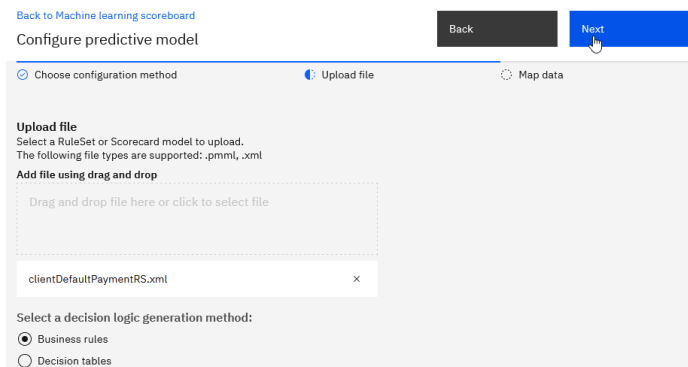 Back to Machine learning scoreboard
Configure predictive model
Back
Next
Choose configuration method
Upload file
Map data
Upload file
Select a RuleSet or Scorecard model to upload.
The following file types are supported: .pmml, .xml
Add file using drag and drop
Drag and drop file here or click to select file
clientDefaultPaymentRS.xml
Select a decision logic generation method:
Business rules
Decision tables